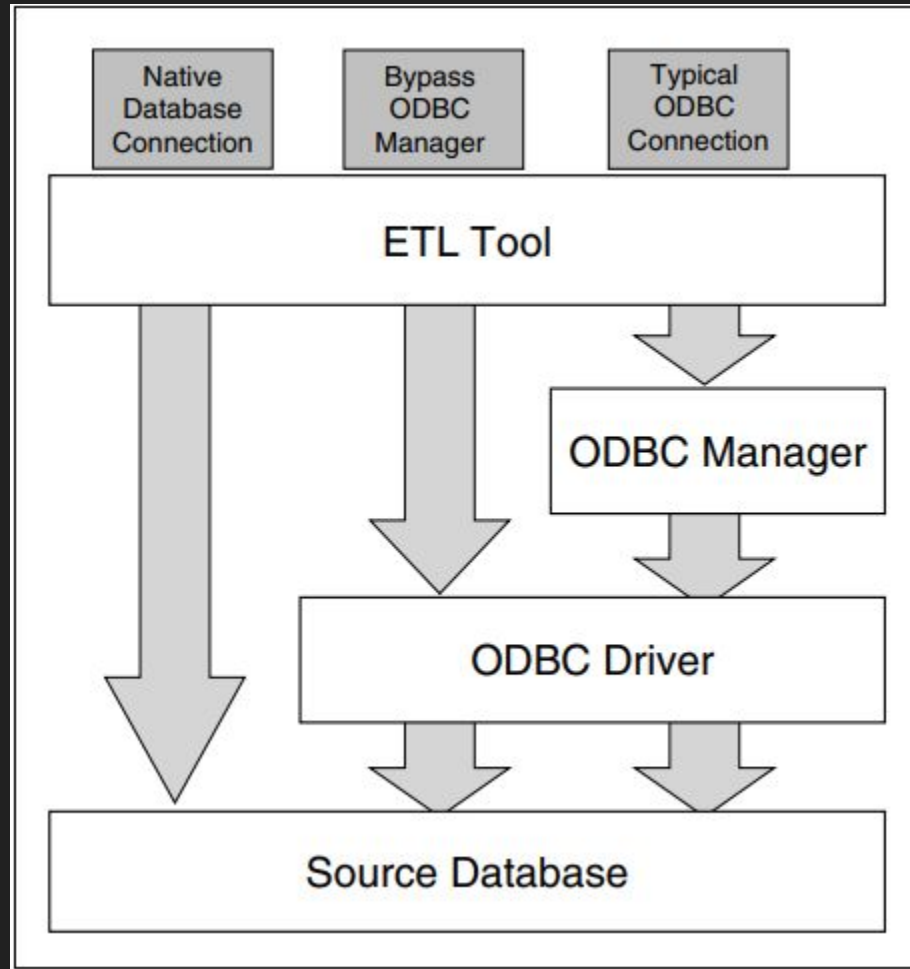 Native
Database
Connection
Bypass
ODBC
Manager
Typical
ODBC
Connection
ETL Tool
ODBC Manager
ODBC Driver
Source Database